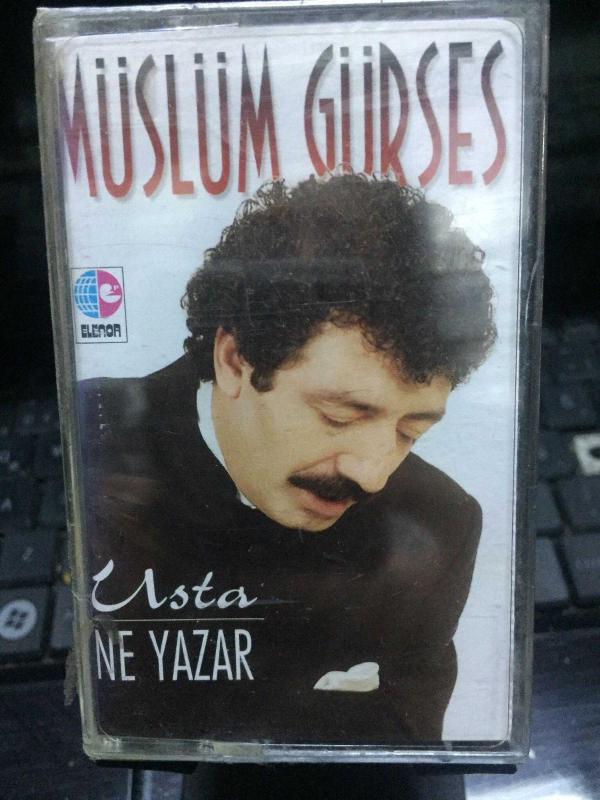 MÜSLÜM GÜRSES
ELENOR
Usta
NE YAZAR